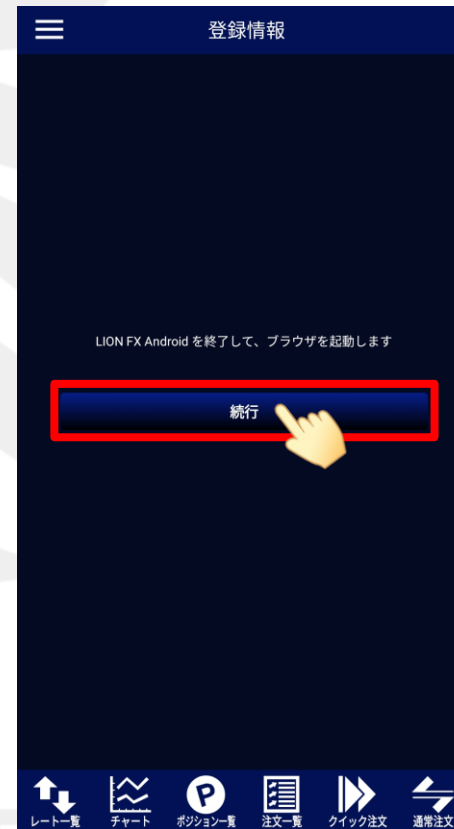 登録情報
LION FX Android を終了して、ブラウザを起動します
続行
レート一覧 チャート ポジション一覧 注文一覧 クイック注文 通常注文